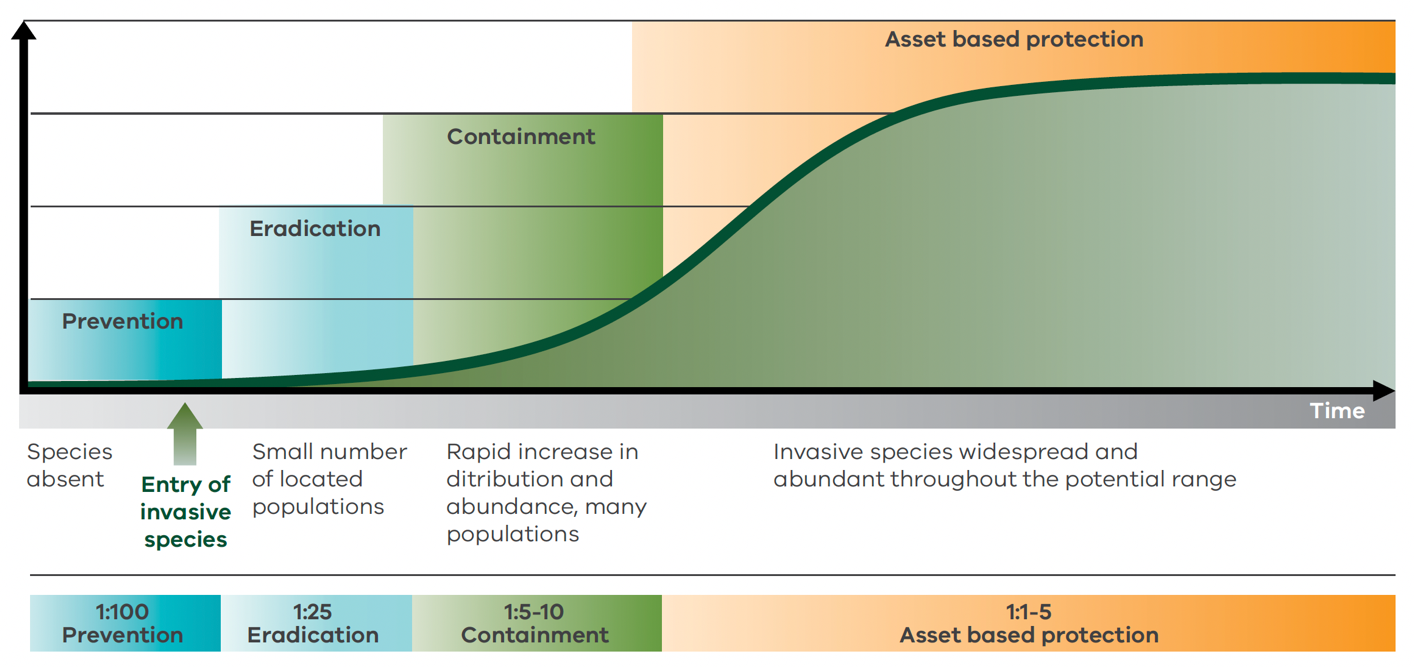 Asset based protection
Containment
Eradication
Prevention
Time
Species
absent
Entry of
invasive
species
Small number
of located
populations
Rapid increase in
ditribution and
abundance, many
populations
Invasive species widespread and
abundant throughout the potential range
1:100
Prevention
1:25
Eradication
1:5-10
Containment
1:1-5
Asset based protection